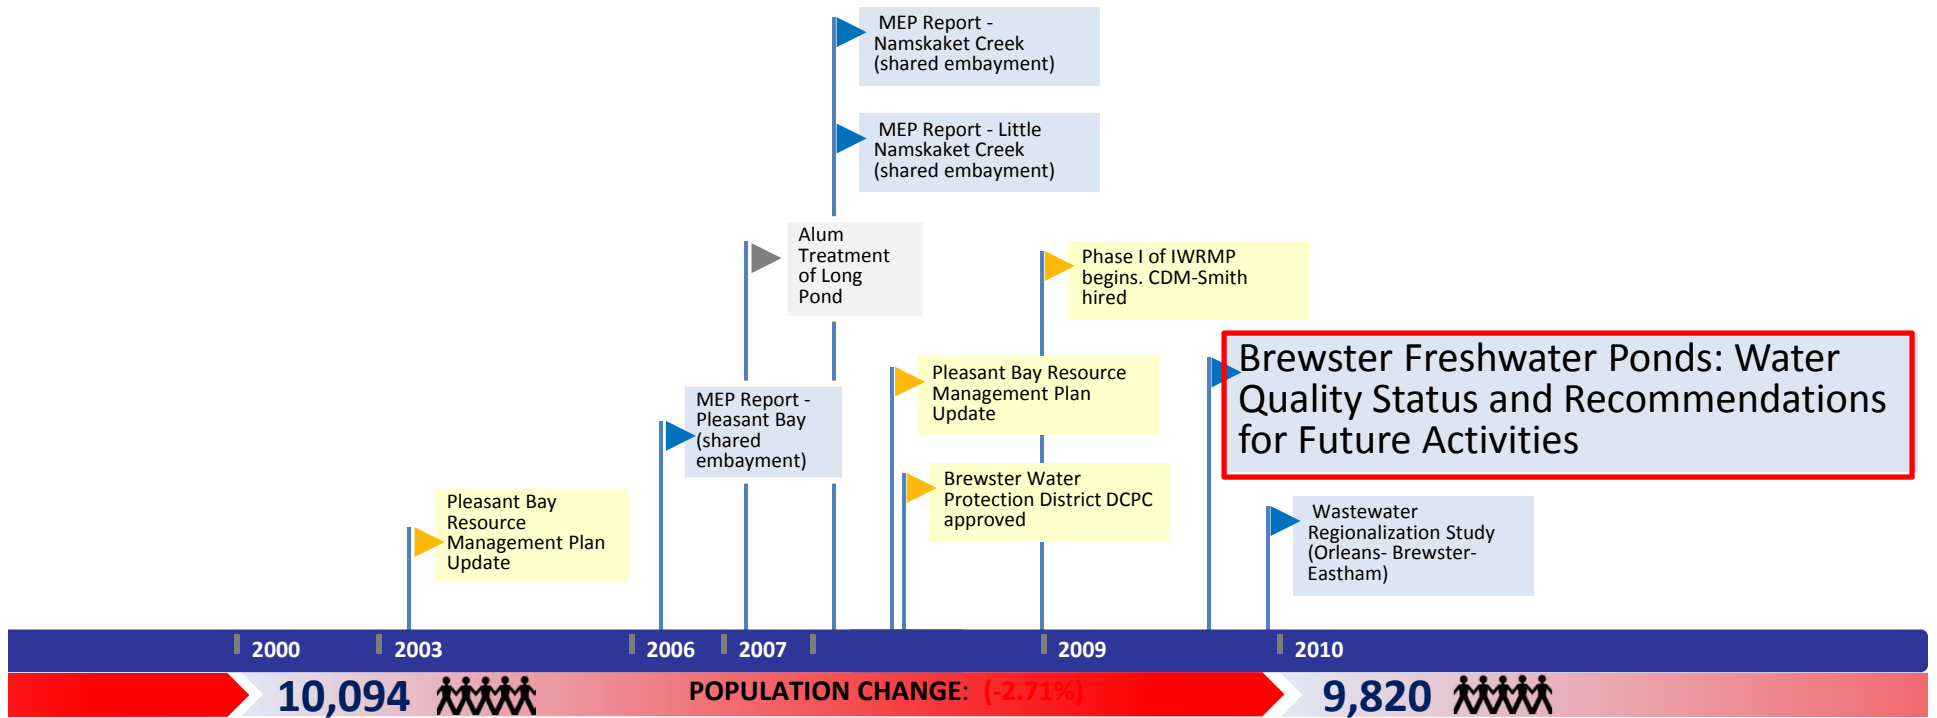 MEP Report -
Namskaket Creek
(shared embayment)
MEP Report - Little
Namskaket Creek
(shared embayment)
Alum
Treatment
of Long
Pond
Phase I of IWRMP
begins. CDM-Smith
hired
Brewster Freshwater Ponds: Water
Quality Status and Recommendations
for Future Activities
Pleasant Bay Resource
Management Plan
Update
MEP Report -
Pleasant Bay
(shared
embayment)
Brewster Water
Protection District DCPC
approved
Pleasant Bay
Resource
Management Plan
Update
Wastewater
Regionalization Study
(Orleans- Brewster-
Eastham)
2000 2003 2006 2007 2009 2010
10,094 POPULATION CHANGE: (-2.71%) 9,820